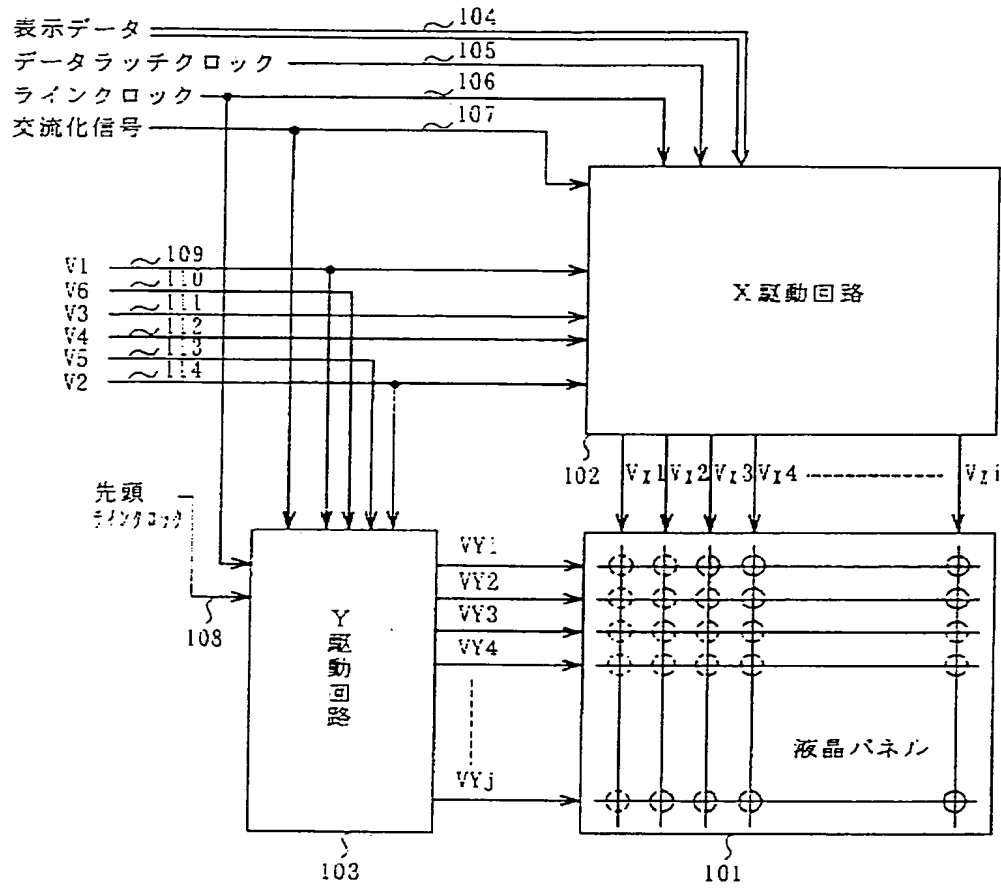 表示データ
104
データラッチクロック
105
ラインクロック
106
交流化信号
107
V1
109
V6
110
V3
111
V4
112
V5
113
V2
114
X駆動回路
102
VX1
VX2
VX3
VX4
VXi
先頭
ラインクロック
108
Y駆動回路
103
VY1
VY2
VY3
VY4
VYj
液晶パネル
101